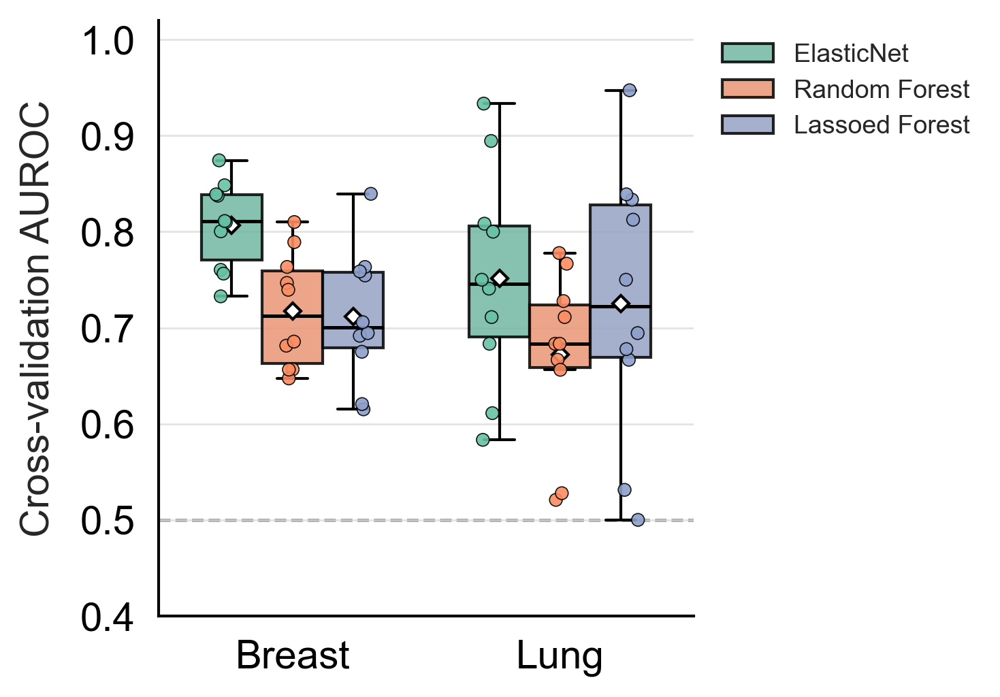 Cross-validation AUROC
1.0
0.9
0.8
0.7
0.6
0.5
0.4
Breast
Lung
ElasticNet
Random Forest
Lassoed Forest